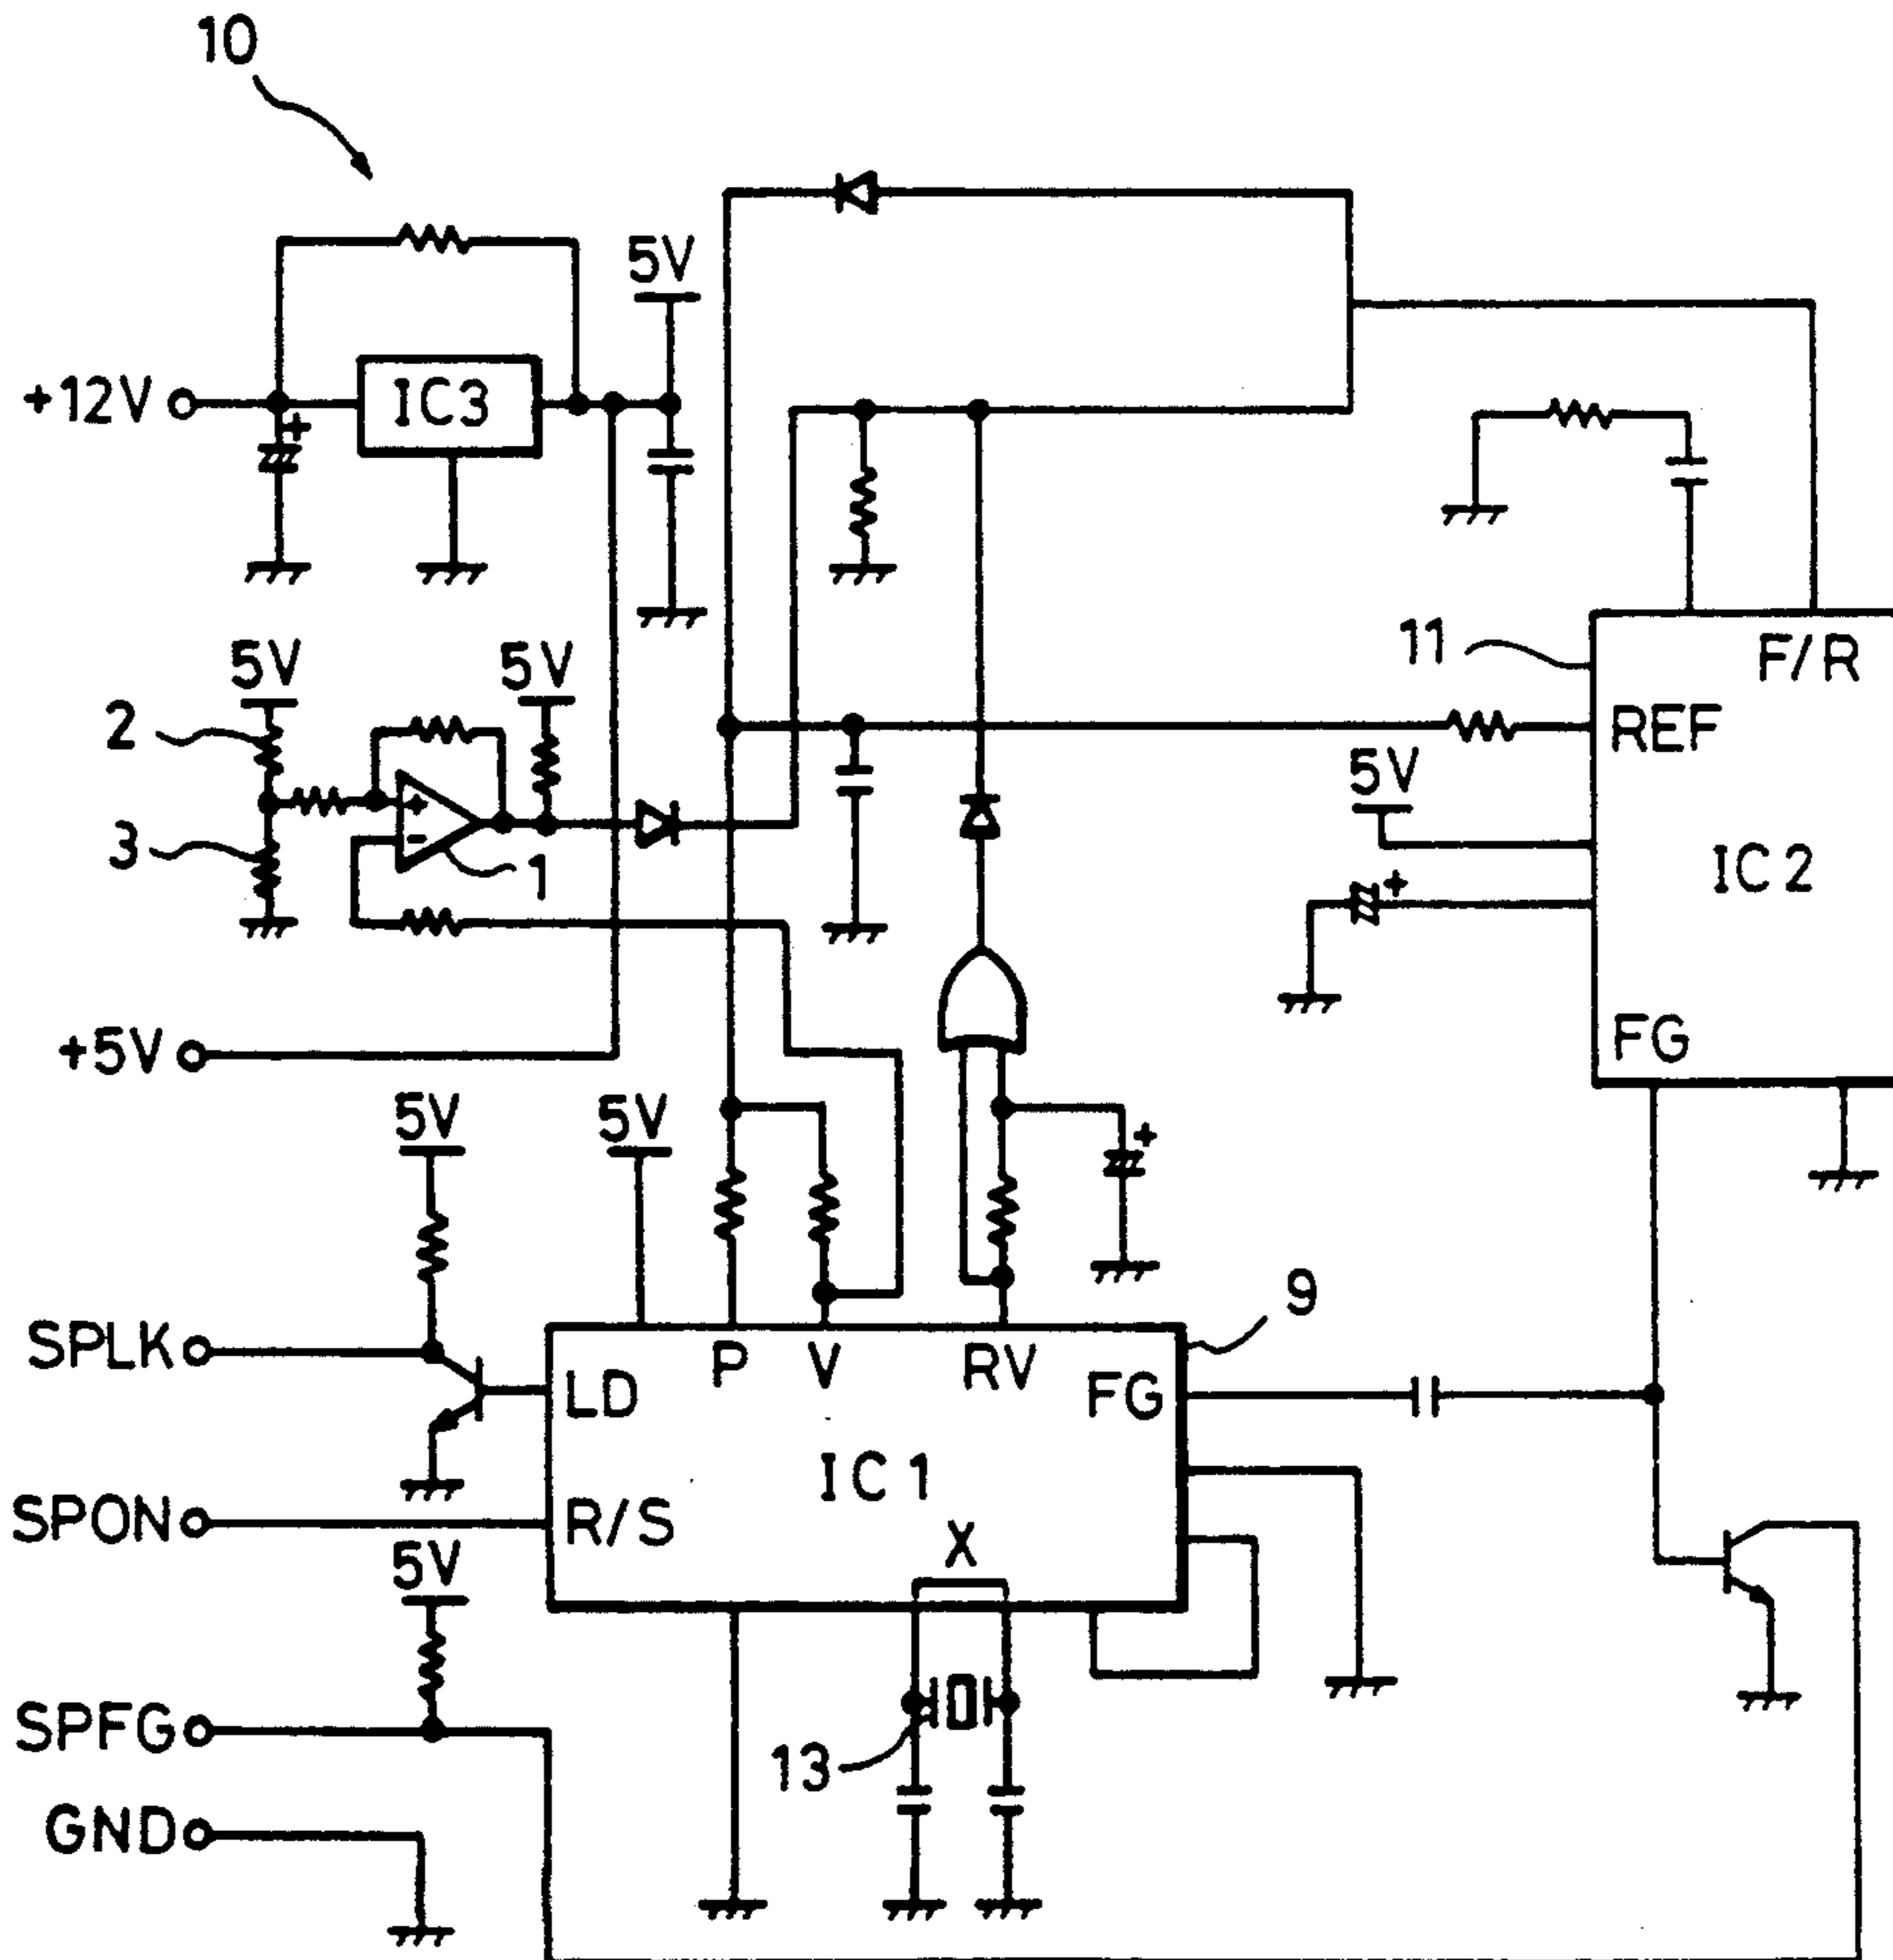 10
5V
+12V
IC3
+
11
F/R
5V
5V
2
REF
5V
+
3
-
1
IC2
+
+5V
FG
5V
5V
+
9
SPLK
LD
P
V
RV
FG
IC1
SPON
R/S
X
5V
SPFG
13
GND